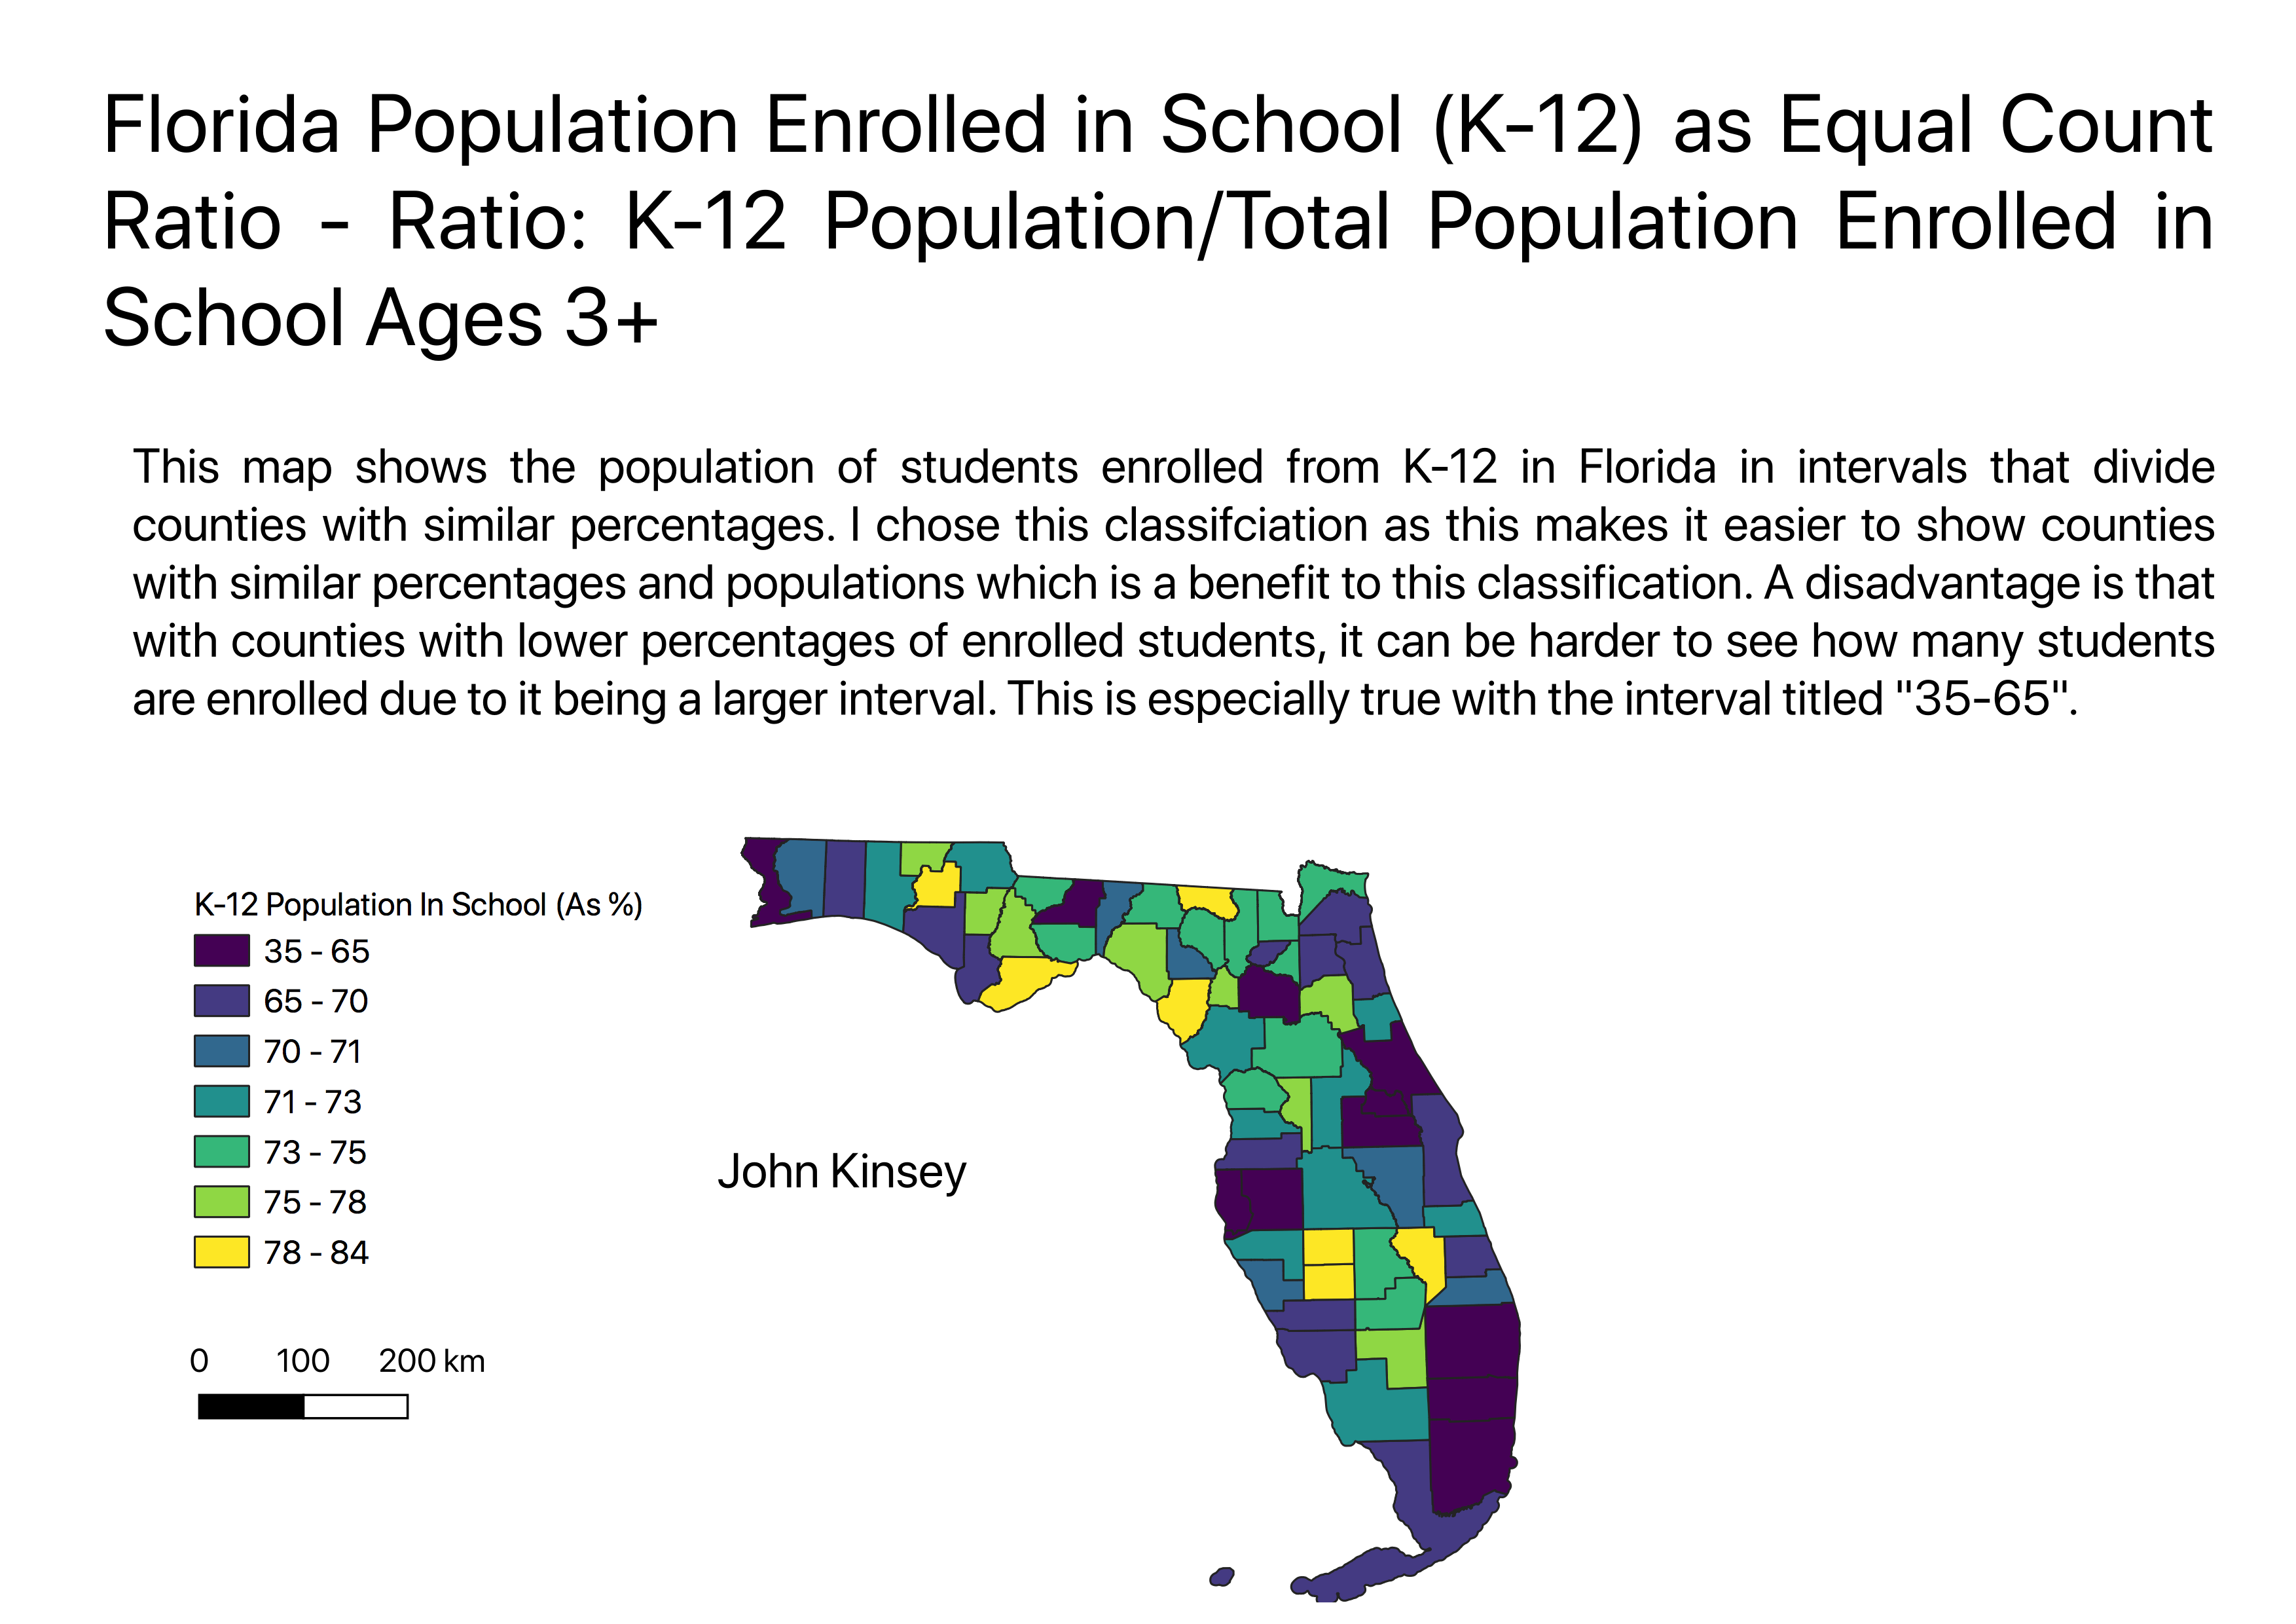 Florida Population Enrolled in School (K-12) as Equal Count
Ratio - Ratio: K-12 Population/Total Population Enrolled in
School Ages 3+
This map shows the population of students enrolled from K-12 in Florida in intervals that divide
counties with similar percentages. I chose this classifciation as this makes it easier to show counties
with similar percentages and populations which is a benefit to this classification. A disadvantage is that
with counties with lower percentages of enrolled students, it can be harder to see how many students
are enrolled due to it being a larger interval. This is especially true with the interval titled "35-65".
K-12 Population In School (As %)
35 - 65
65 - 70
70 - 71
71 - 73
73 - 75
75 - 78
78 - 84
John Kinsey
0 100 200 km